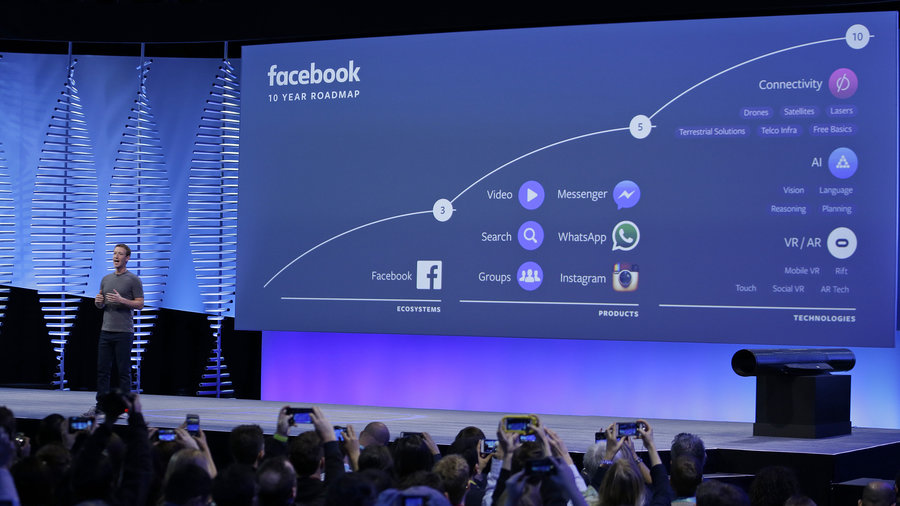 facebook
10 YEAR ROADMAP
3
5
10
Facebook
ECOSYSTEMS
Video
Messenger
Search
WhatsApp
Groups
Instagram
PRODUCTS
Connectivity
Drones Satellites Lasers
Terrestrial Solutions Telco Infra Free Basics
AI
Vision Language
Reasoning Planning
VR / AR
Mobile VR Rift
Touch Social VR AR Tech
TECHNOLOGIES